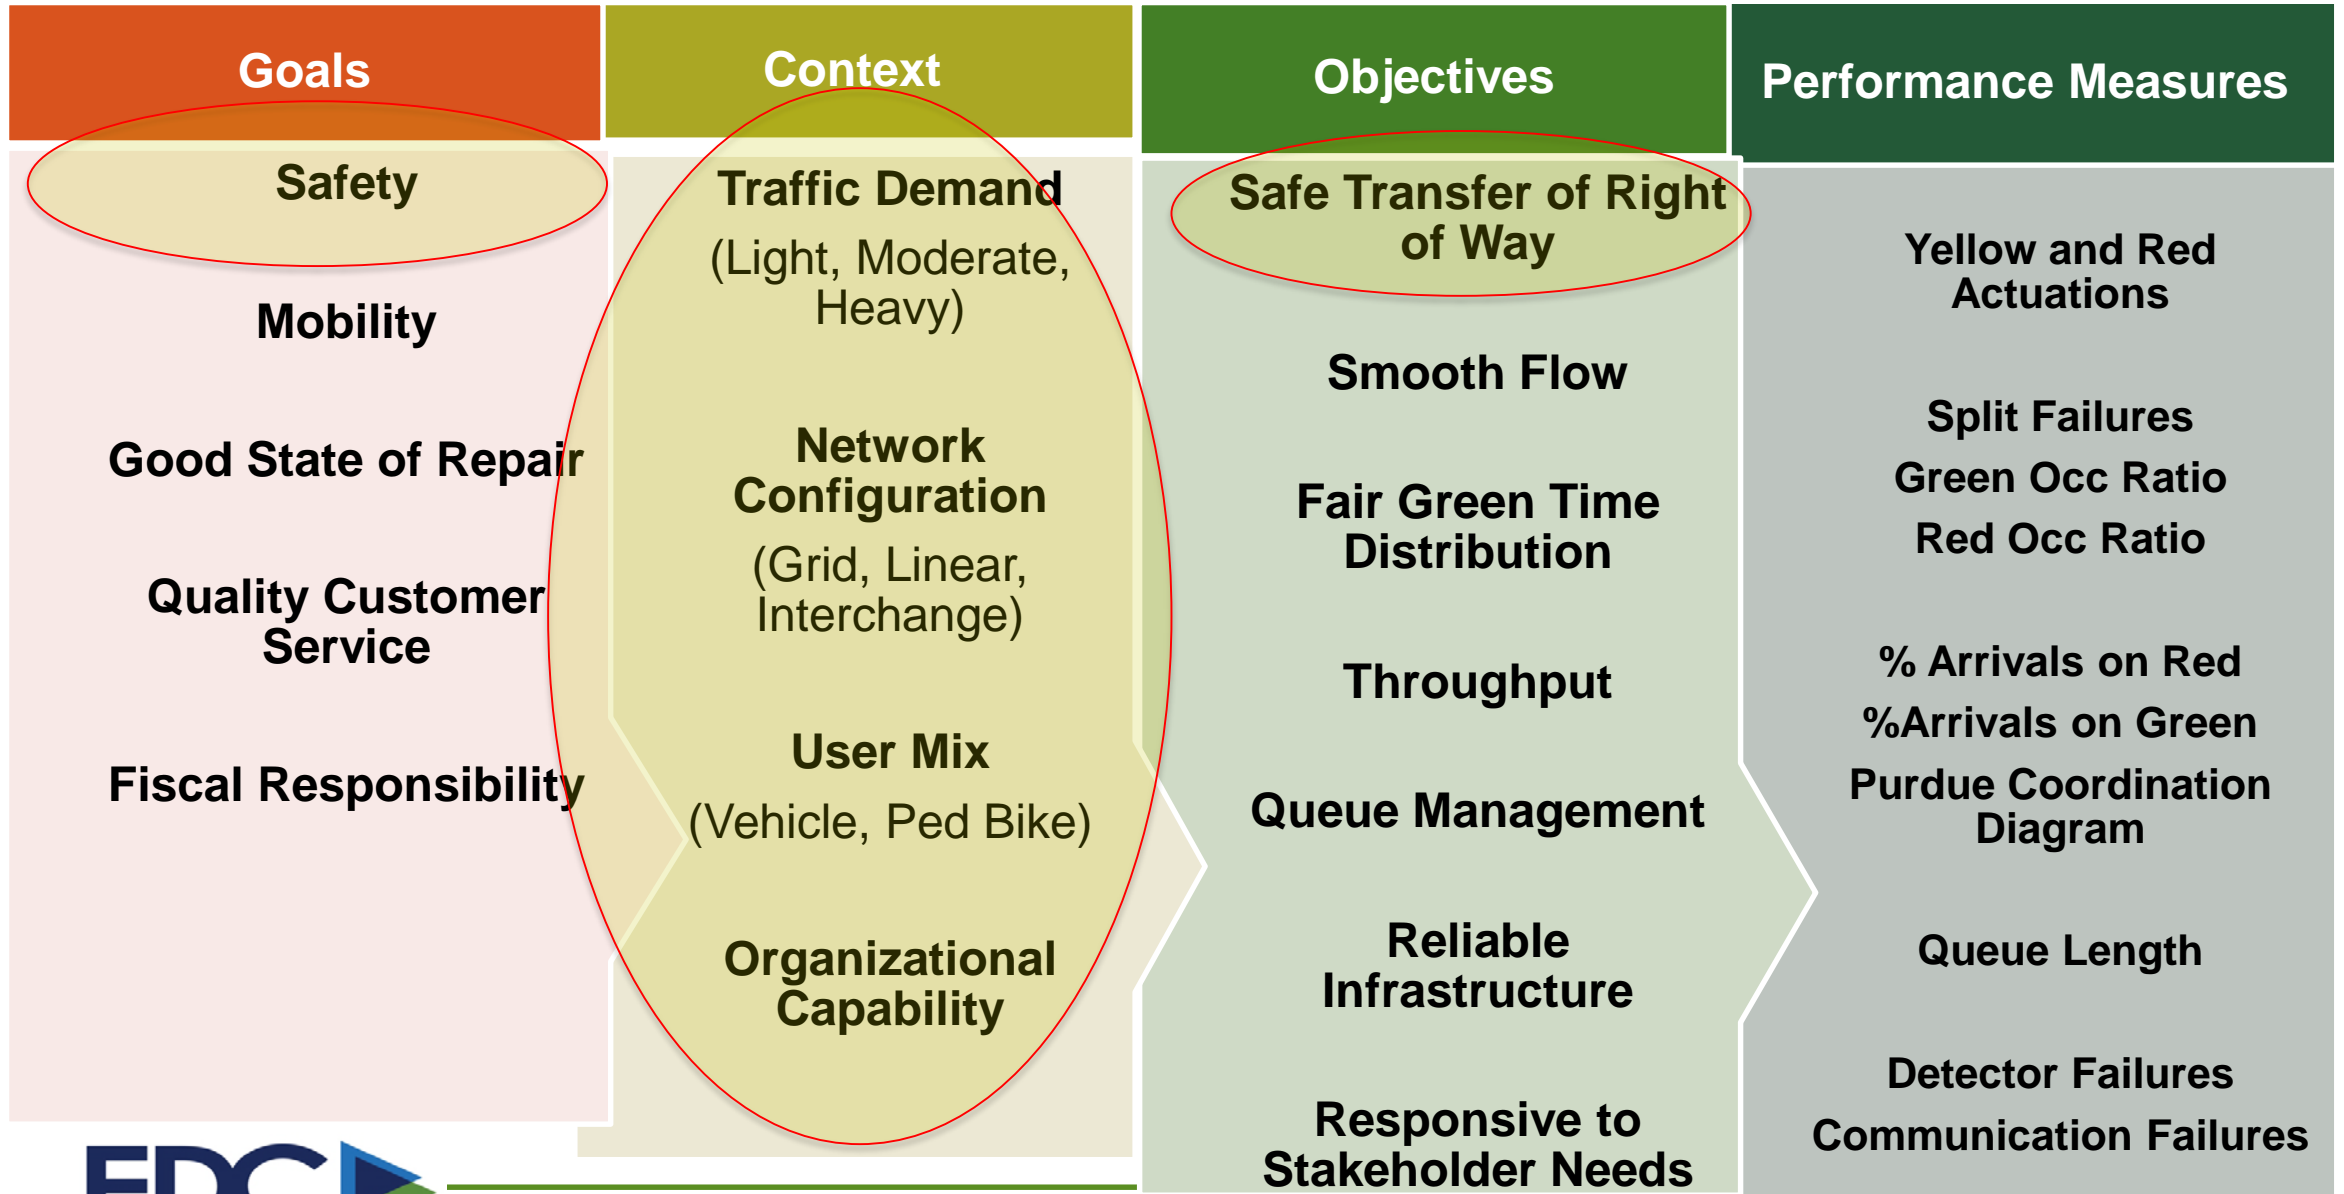 Goals
Safety
Mobility
Good State of Repair
Quality Customer
Service
Fiscal Responsibility
Context
Traffic Demand
(Light, Moderate,
Heavy)
Network
Configuration
(Grid, Linear,
Interchange)
User Mix
(Vehicle, Ped Bike)
Organizational
Capability
Objectives
Safe Transfer of Right
of Way
Smooth Flow
Fair Green Time
Distribution
Throughput
Queue Management
Reliable
Infrastructure
Responsive to
Stakeholder Needs
Performance Measures
Yellow and Red
Actuations
Split Failures
Green Occ Ratio
Red Occ Ratio
% Arrivals on Red
%Arrivals on Green
Purdue Coordination
Diagram
Queue Length
Detector Failures
Communication Failures
EDC